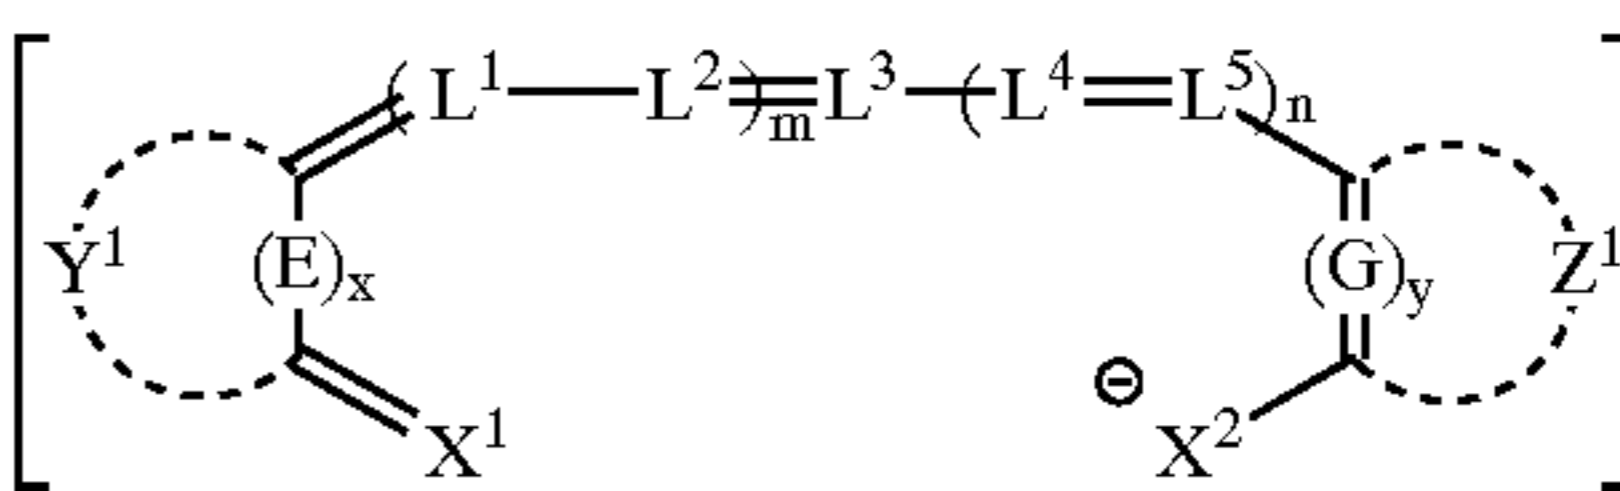 (L¹—L²)ₘ=L³—(L⁴=L⁵)ₙ
Y¹ (E)ₓ (G)y Z¹
X¹ ⊖ X²